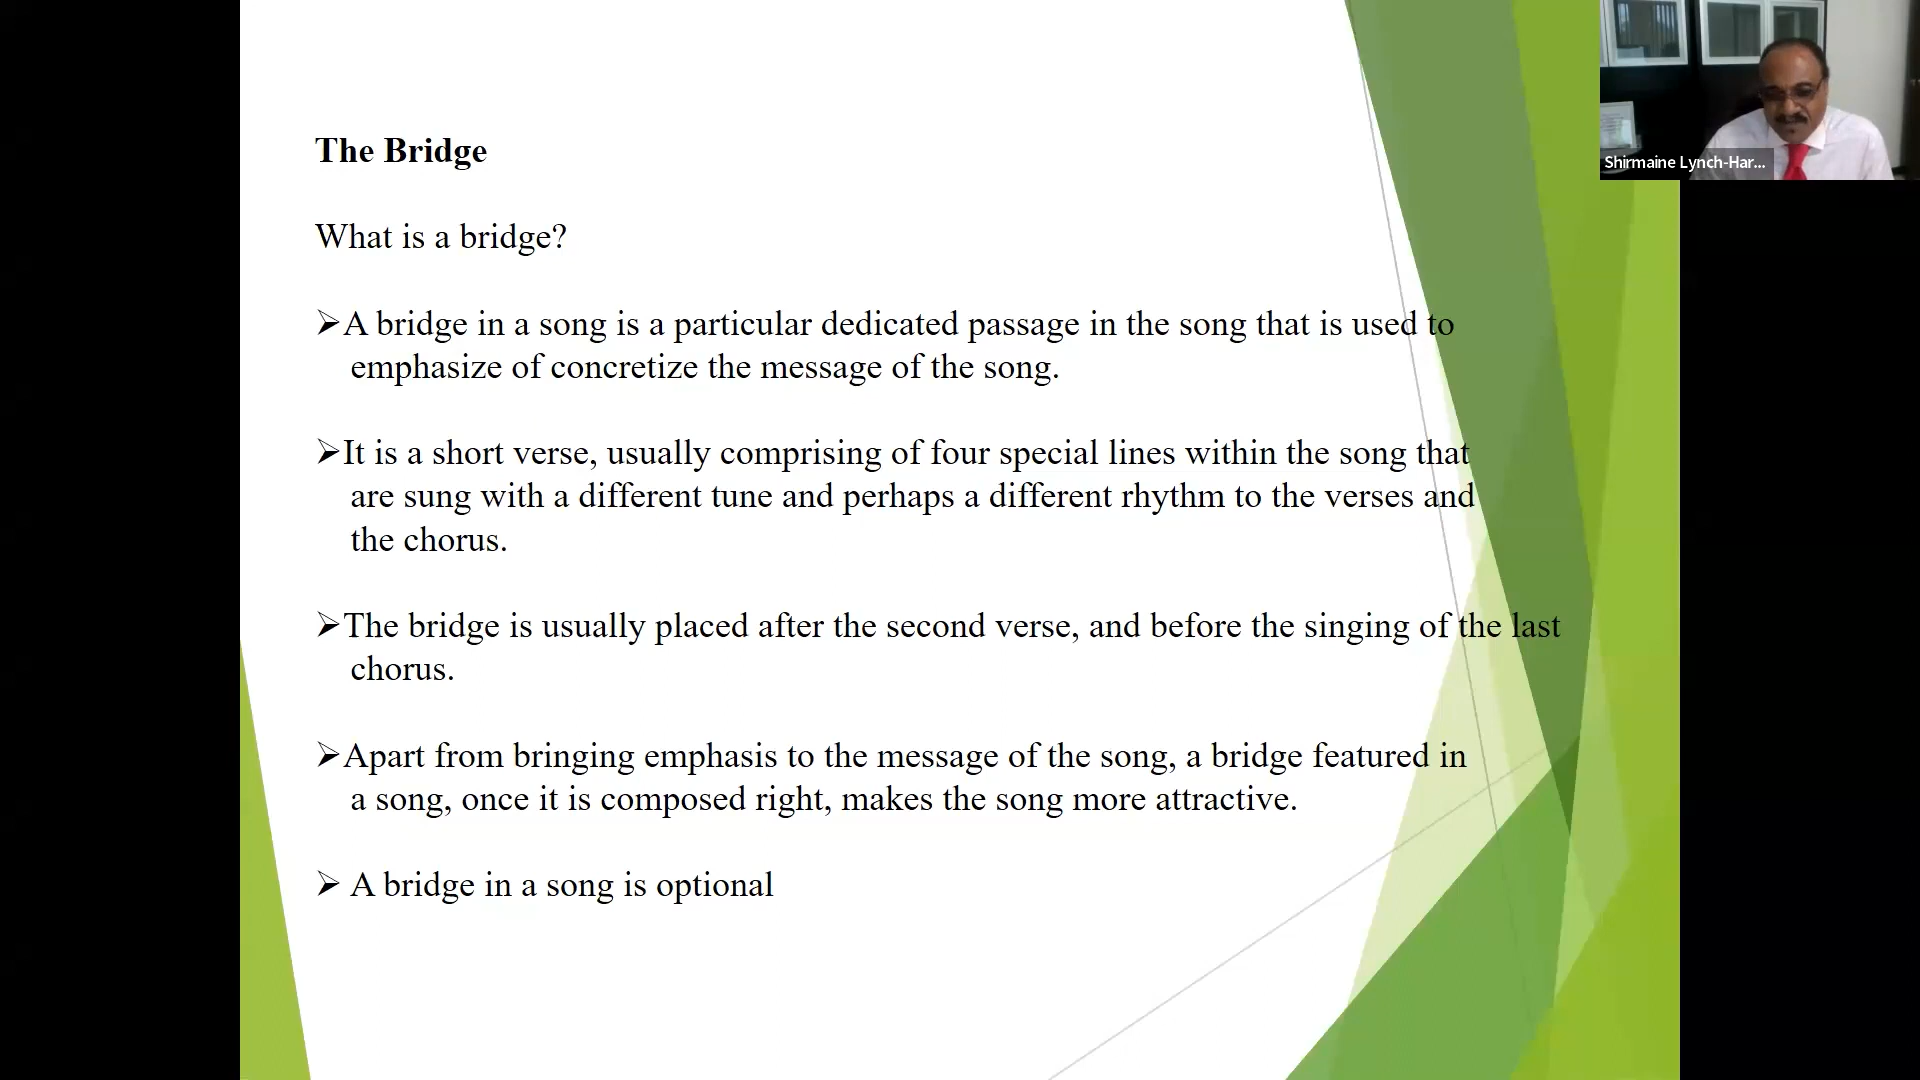 The Bridge
What is a bridge?
➢A bridge in a song is a particular dedicated passage in the song that is used to
emphasize of concretize the message of the song.
➢It is a short verse, usually comprising of four special lines within the song that
are sung with a different tune and perhaps a different rhythm to the verses and
the chorus.
➢The bridge is usually placed after the second verse, and before the singing of the last
chorus.
➢Apart from bringing emphasis to the message of the song, a bridge featured in
a song, once it is composed right, makes the song more attractive.
➢ A bridge in a song is optional
Shirmaine Lynch-Har...